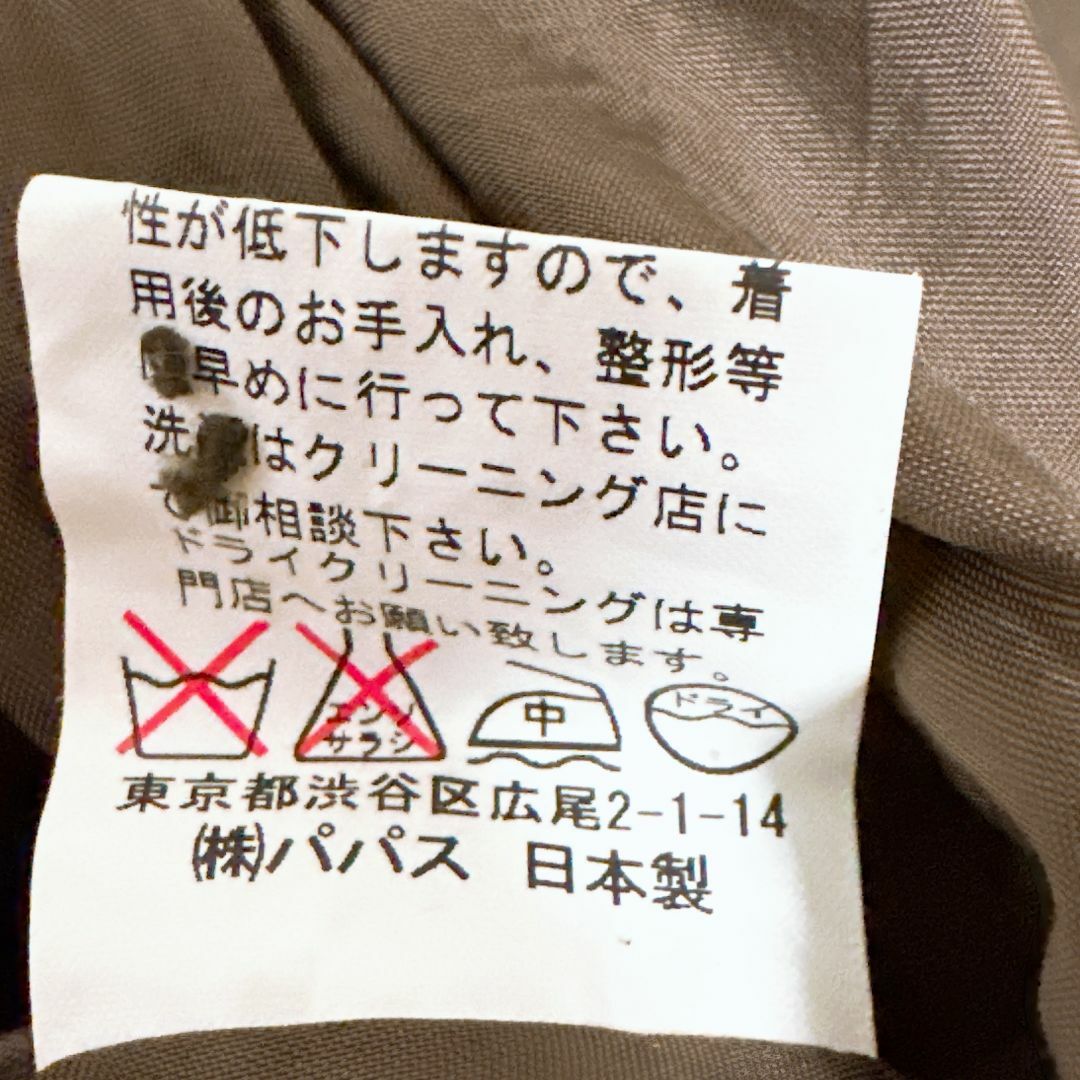 性が低下しますので、着
用後のお手入れ、整形等
早めに行って下さい。
洗 はクリーニング店に
で御相談下さい。
ドライクリーニングは専
門店へお願い致します。
エンソ
サラシ
中
ドライ
東京都渋谷区広尾2-1-14
㈱パパス 日本製